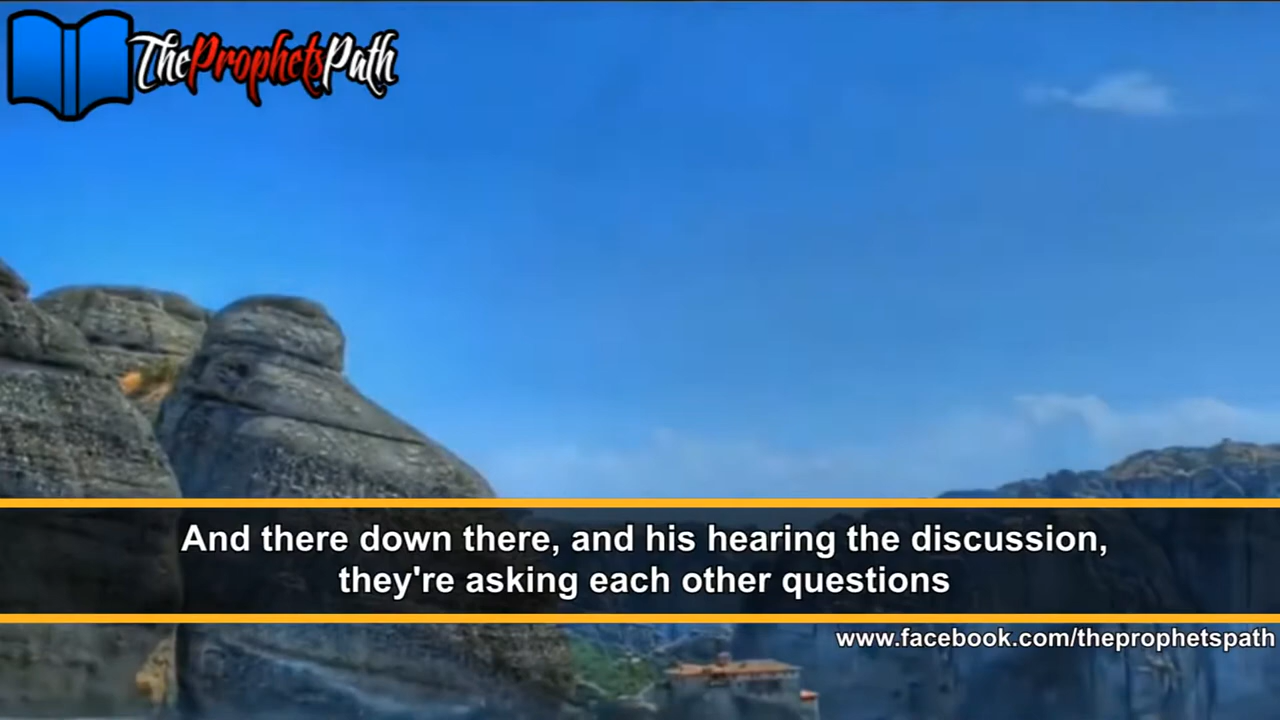 TheProphetsPath
And there down there, and his hearing the discussion,
they're asking each other questions
www.facebook.com/theprophetspath